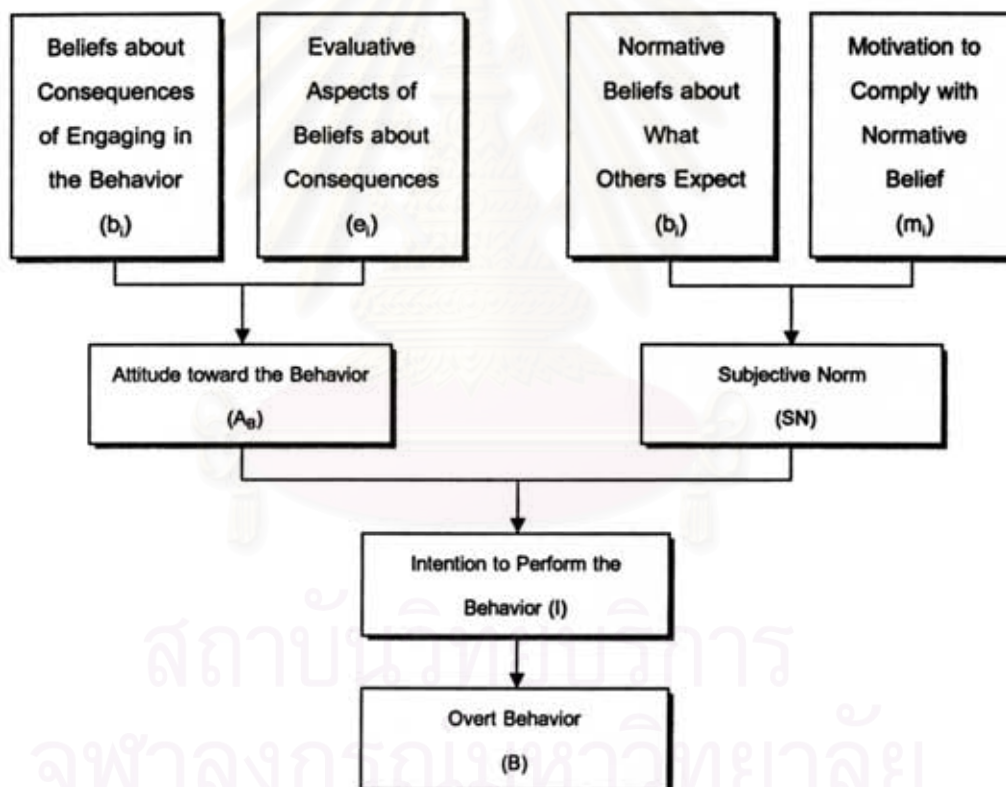 Beliefs about
Consequences
of Engaging in
the Behavior
(bᵢ)
Evaluative
Aspects of
Beliefs about
Consequences
(eᵢ)
Normative
Beliefs about
What
Others Expect
(bᵢ)
Motivation to
Comply with
Normative
Belief
(mᵢ)
Attitude toward the Behavior
(A_B)
Subjective Norm
(SN)
Intention to Perform the
Behavior (I)
Overt Behavior
(B)
สถาบันวิทยบริการ
จุฬาลงกรณ์มหาวิทยาลัย